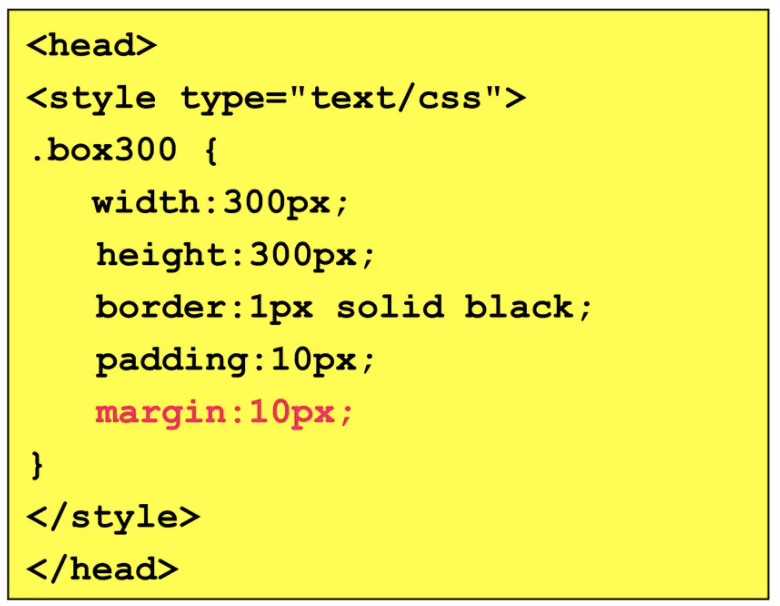 <head>
<style type="text/css">
.box300 {
width:300px;
height:300px;
border:1px solid black;
padding:10px;
margin:10px;
}
</style>
</head>